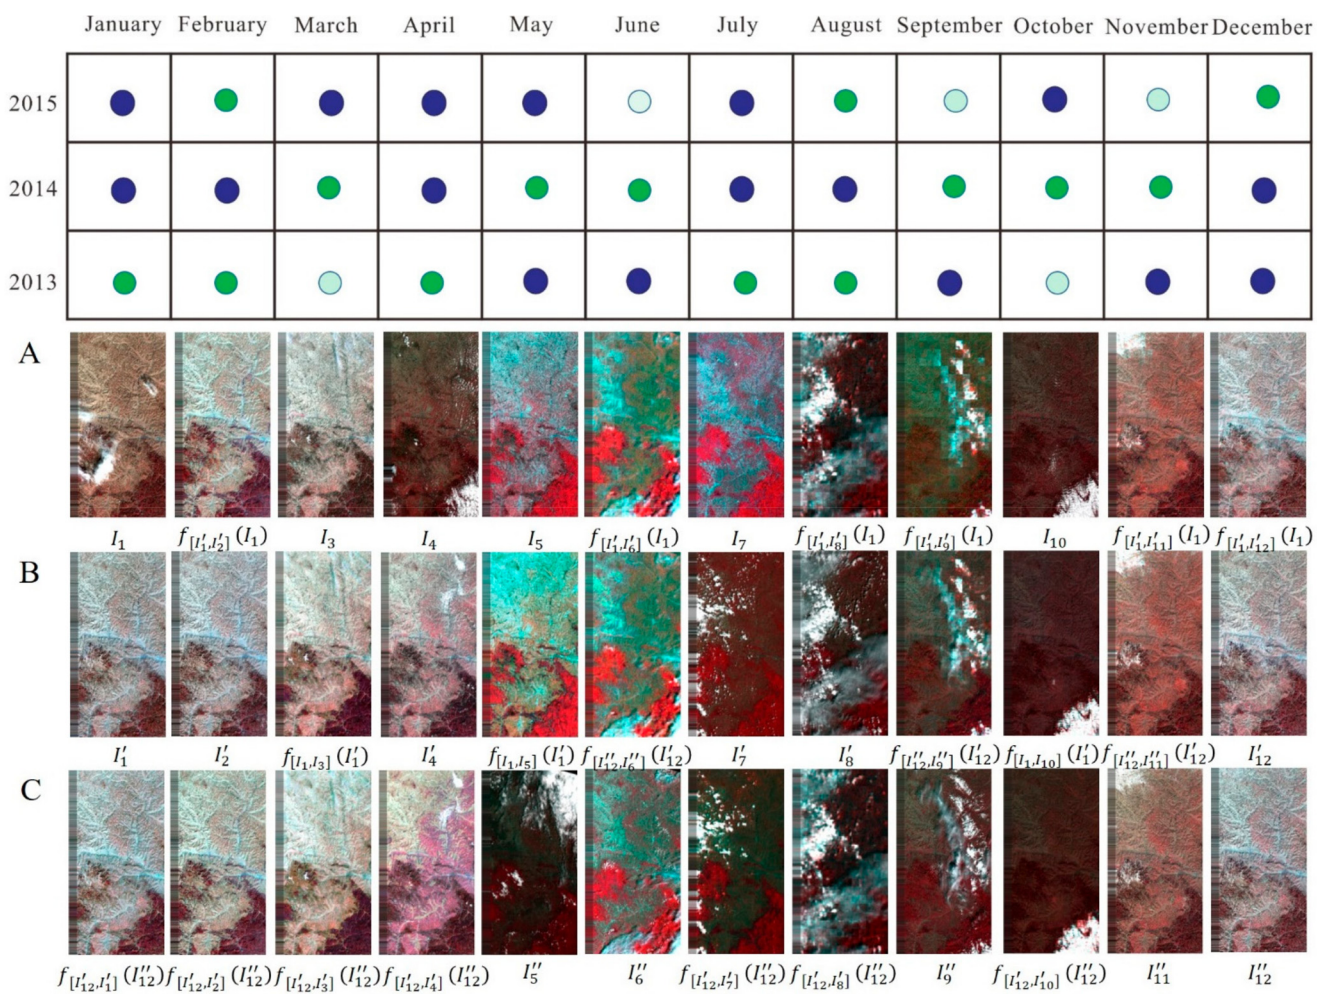 January February March April May June July August September October November December
2015
2014
2013
A
I₁ f[I′₁,I′₂] (I₁) I₃ I₄ I₅ f[I′₁,I′₆] (I₁) I₇ f[I′₁,I′₈] (I₁) f[I′₁,I′₉] (I₁) I₁₀ f[I′₁,I′₁₁] (I₁) f[I′₁,I′₁₂] (I₁)
B
I′₁ I′₂ f[I₁,I₃] (I′₁) I′₄ f[I₁,I₅] (I′₁) f[I″₁₂,I″₆] (I′₁₂) I′₇ I′₈ f[I″₁₂,I″₉] (I′₁₂) f[I₁,I₁₀] (I′₁) f[I″₁₂,I″₁₁] (I′₁₂) I′₁₂
C
f[I′₁₂,I′₁] (I″₁₂) f[I′₁₂,I′₂] (I″₁₂) f[I′₁₂,I′₃] (I″₁₂) f[I′₁₂,I′₄] (I″₁₂) I″₅ I″₆ f[I′₁₂,I₇] (I″₁₂) f[I′₁₂,I₈] (I″₁₂) I″₉ f[I′₁₂,I′₁₀] (I″₁₂) I″₁₁ I″₁₂